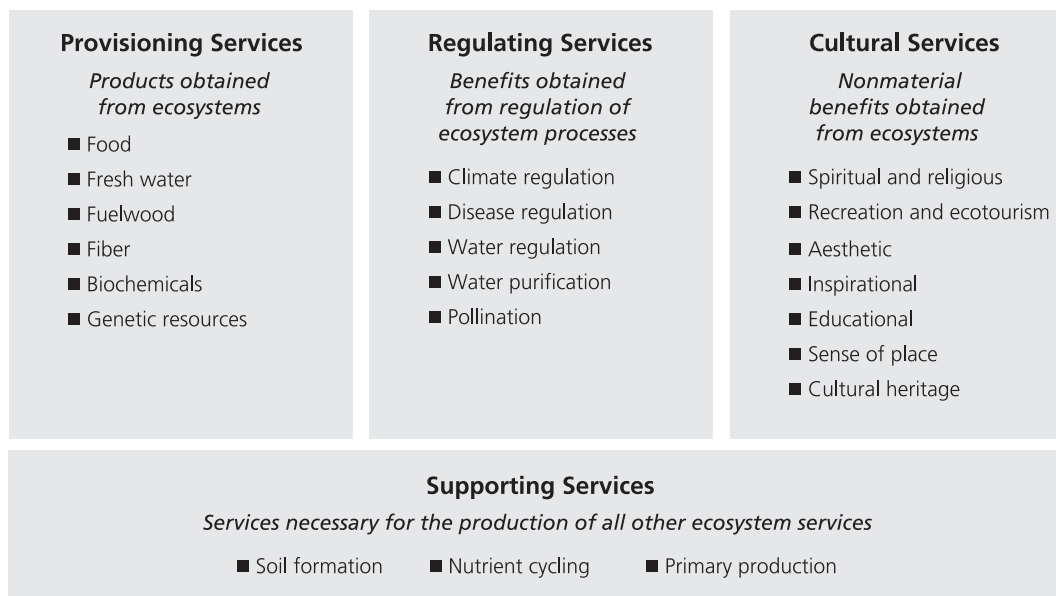 Provisioning Services
Products obtained
from ecosystems
■ Food
■ Fresh water
■ Fuelwood
■ Fiber
■ Biochemicals
■ Genetic resources
Regulating Services
Benefits obtained
from regulation of
ecosystem processes
■ Climate regulation
■ Disease regulation
■ Water regulation
■ Water purification
■ Pollination
Cultural Services
Nonmaterial
benefits obtained
from ecosystems
■ Spiritual and religious
■ Recreation and ecotourism
■ Aesthetic
■ Inspirational
■ Educational
■ Sense of place
■ Cultural heritage
Supporting Services
Services necessary for the production of all other ecosystem services
■ Soil formation ■ Nutrient cycling ■ Primary production